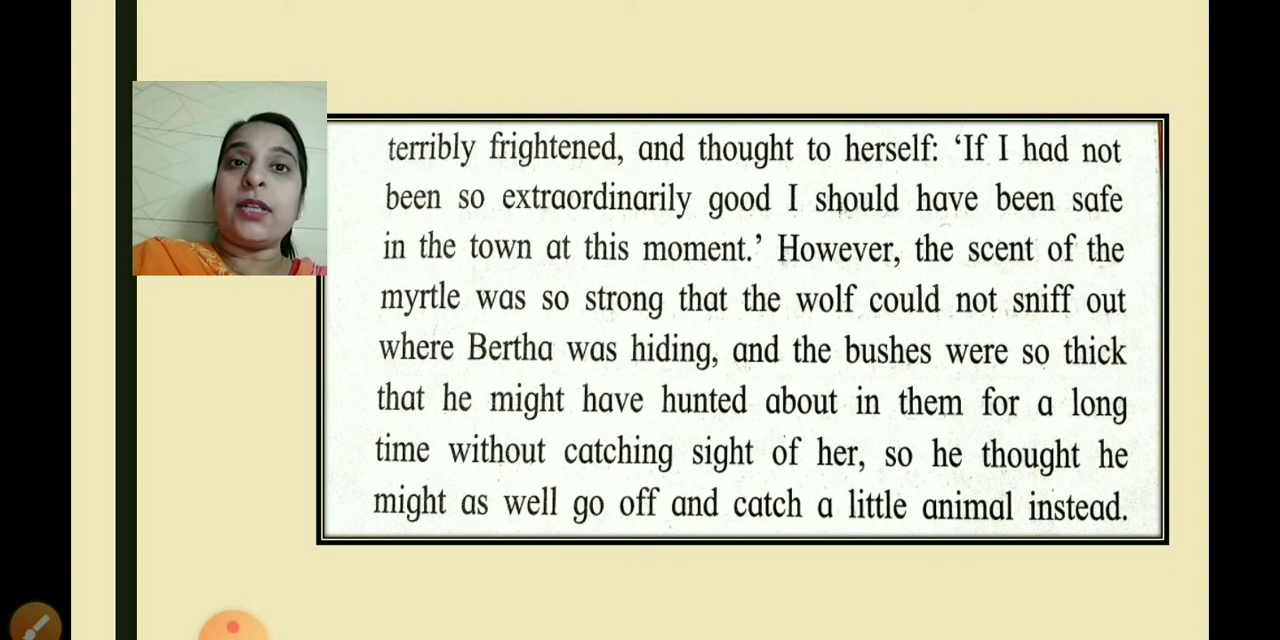 terribly frightened, and thought to herself: ‘If I had not
been so extraordinarily good I should have been safe
in the town at this moment.’ However, the scent of the
myrtle was so strong that the wolf could not sniff out
where Bertha was hiding, and the bushes were so thick
that he might have hunted about in them for a long
time without catching sight of her, so he thought he
might as well go off and catch a little animal instead.